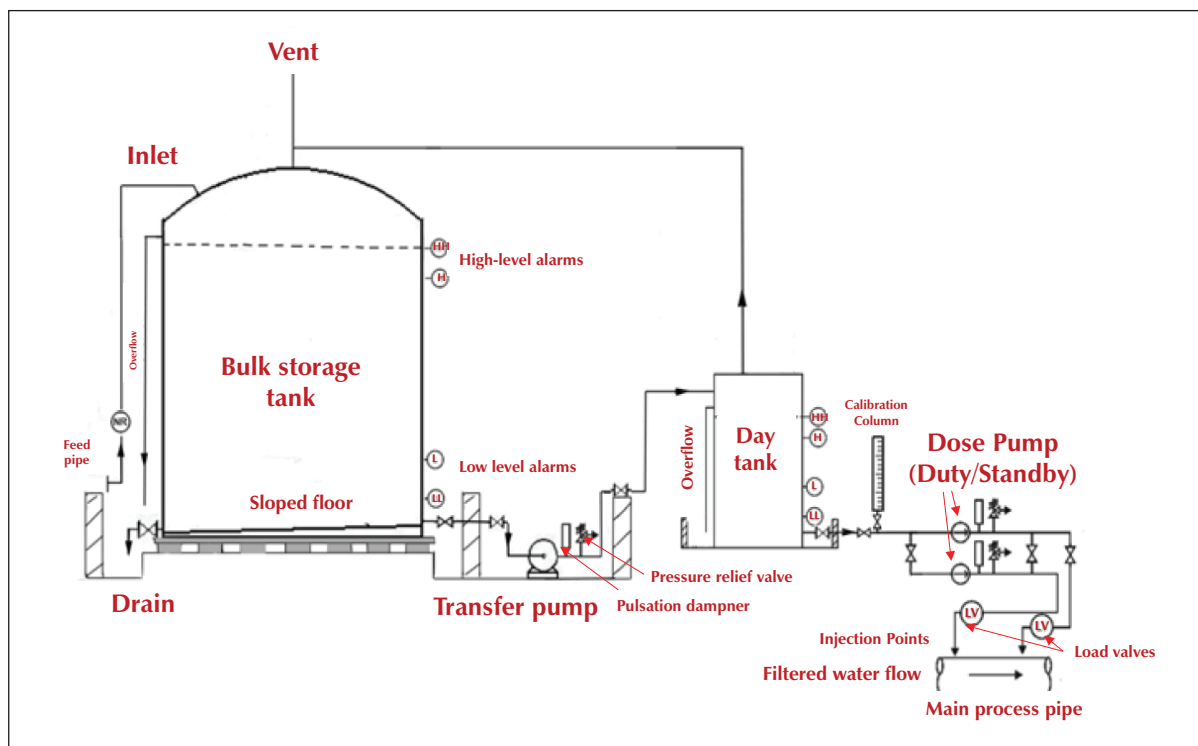 Vent
Inlet
HH
High-level alarms
H
Overflow
Bulk storage
tank
NR
Feed
pipe
L
Low level alarms
Sloped floor
LL
Drain
Transfer pump
Pressure relief valve
Pulsation dampner
Overflow
Day
tank
HH
H
L
LL
Calibration
Column
Dose Pump
(Duty/Standby)
LV
LV
Injection Points
Load valves
Filtered water flow
Main process pipe